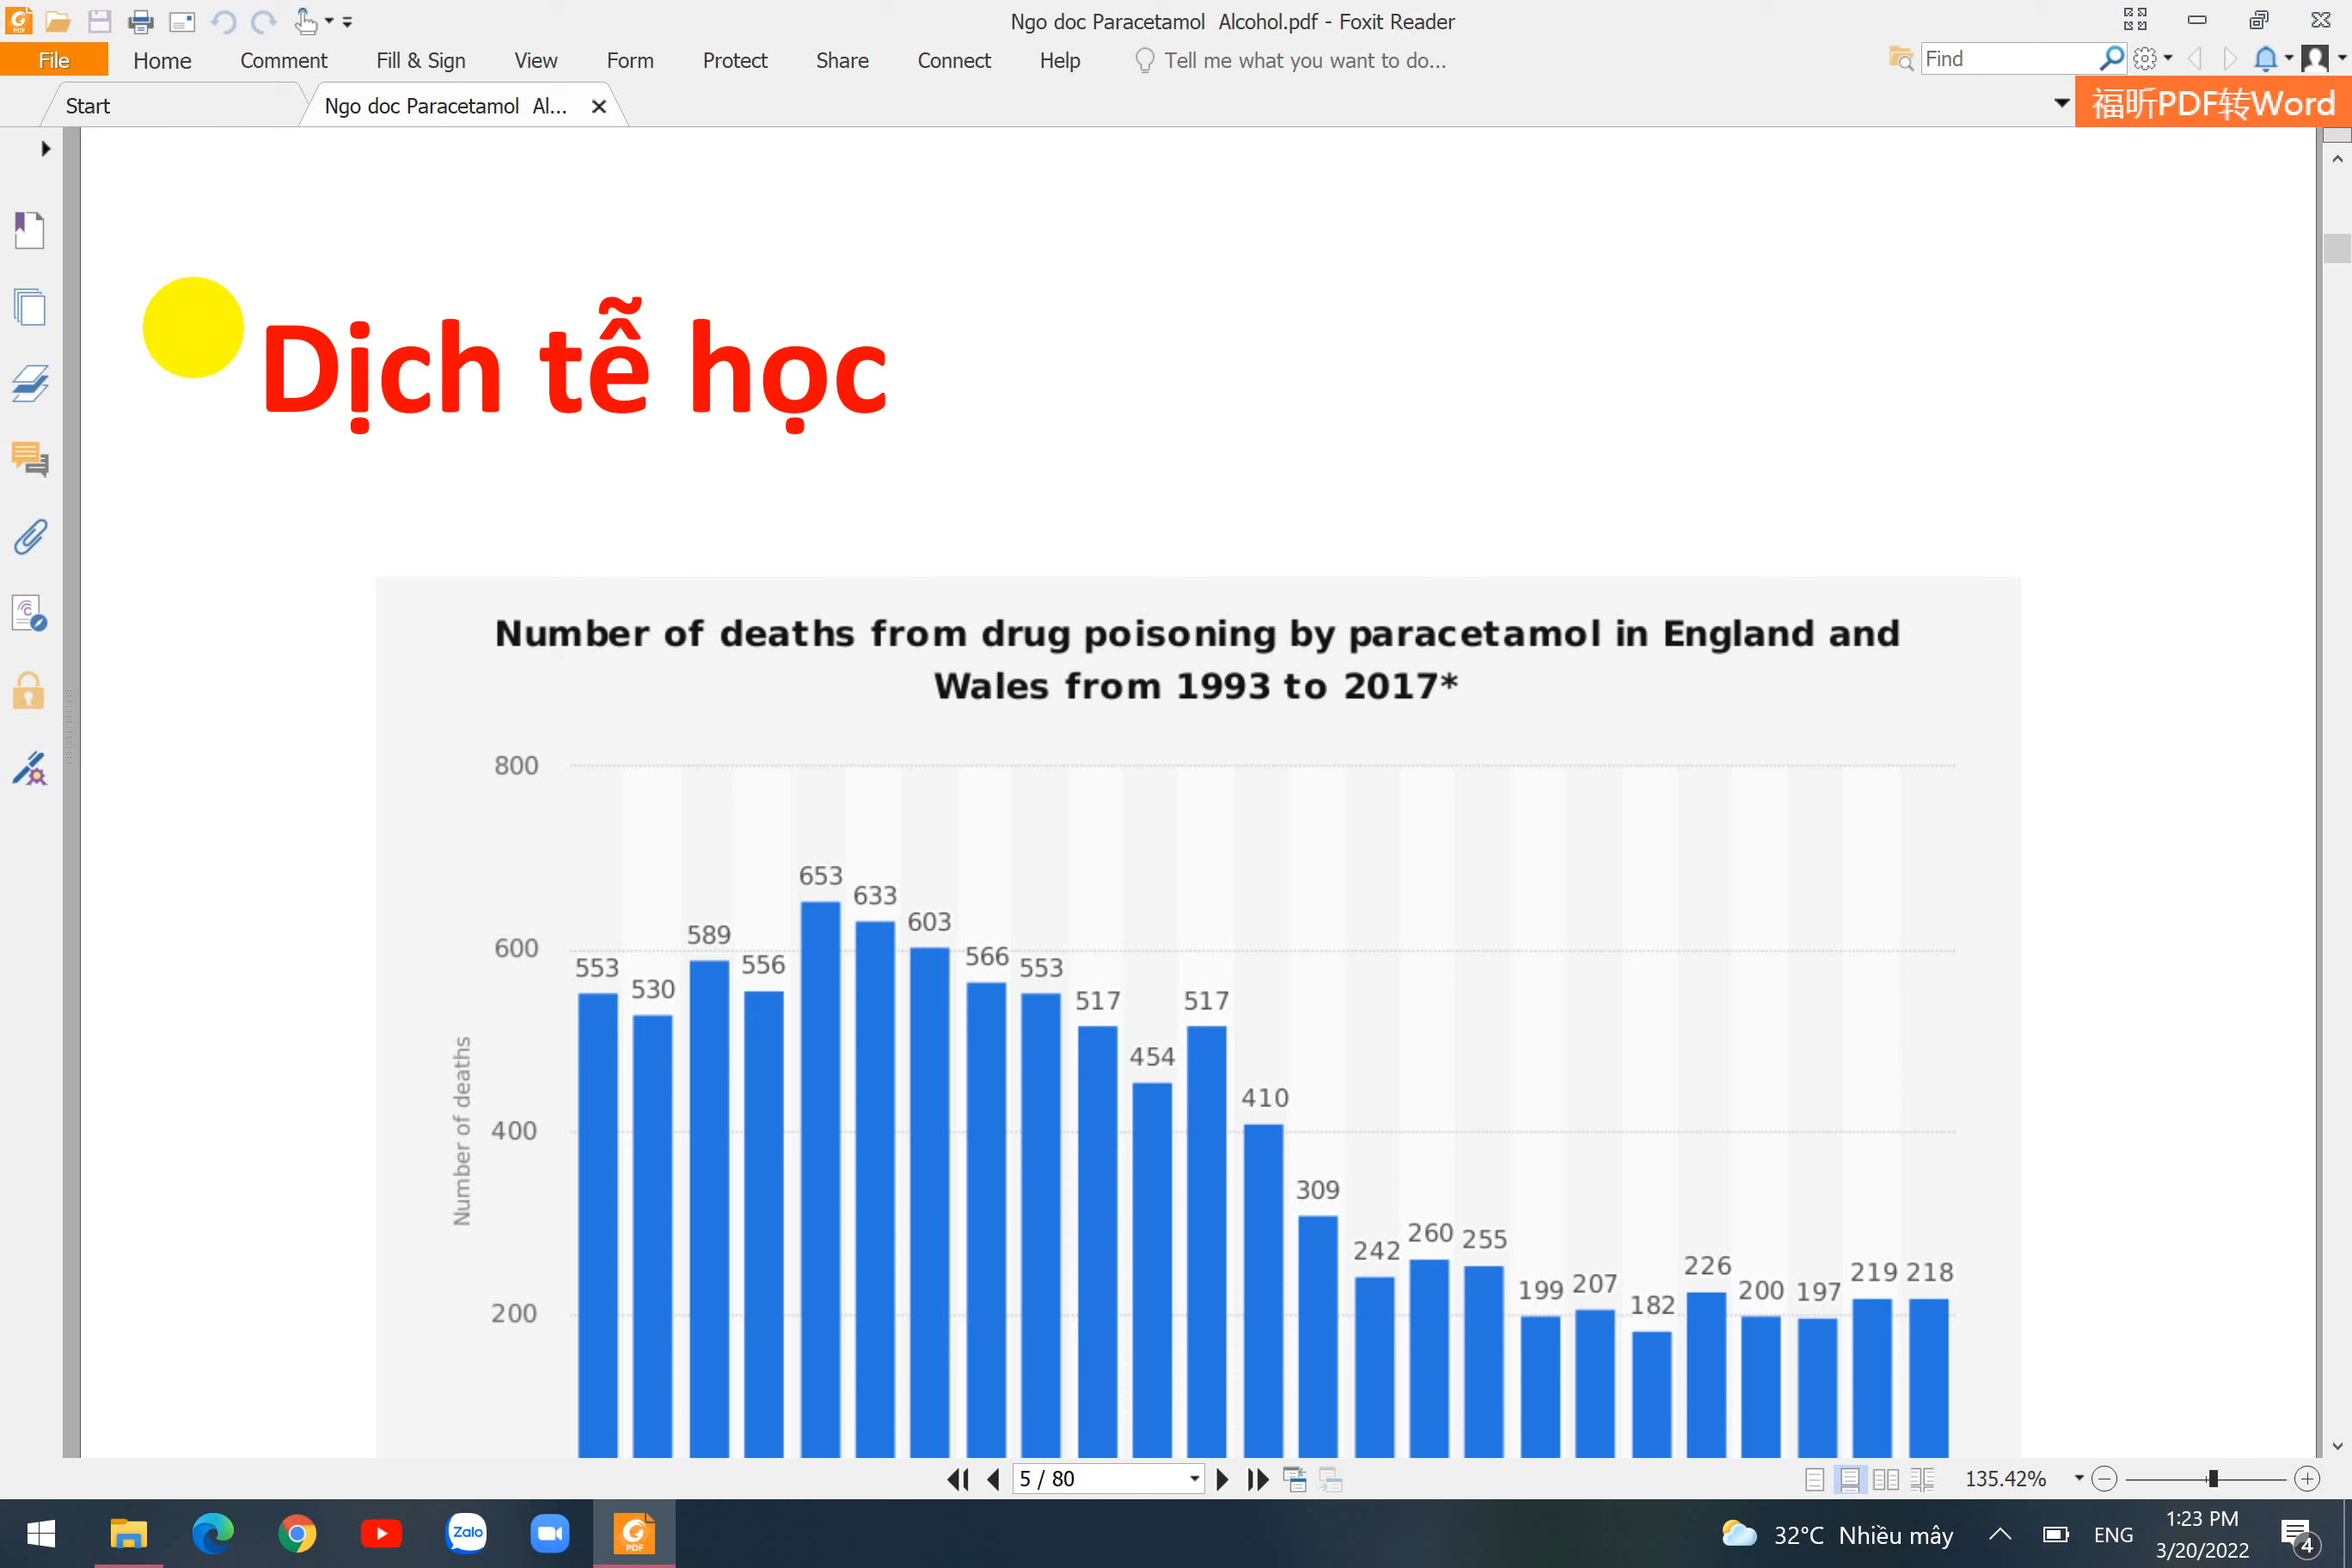 Ngo doc Paracetamol  Alcohol.pdf - Foxit Reader
File Home Comment Fill & Sign View Form Protect Share Connect Help Tell me what you want to do... Find
Start Ngo doc Paracetamol  Al... 福昕PDF转Word
Dịch tễ học
Number of deaths from drug poisoning by paracetamol in England and
Wales from 1993 to 2017*
Number of deaths
800
600
400
200
553
530
589
556
653
633
603
566
553
517
454
517
410
309
242
260
255
199
207
182
226
200
197
219
218
5 / 80
135.42%
Zalo
PDF
32°C Nhiều mây
ENG
1:23 PM
3/20/2022
4